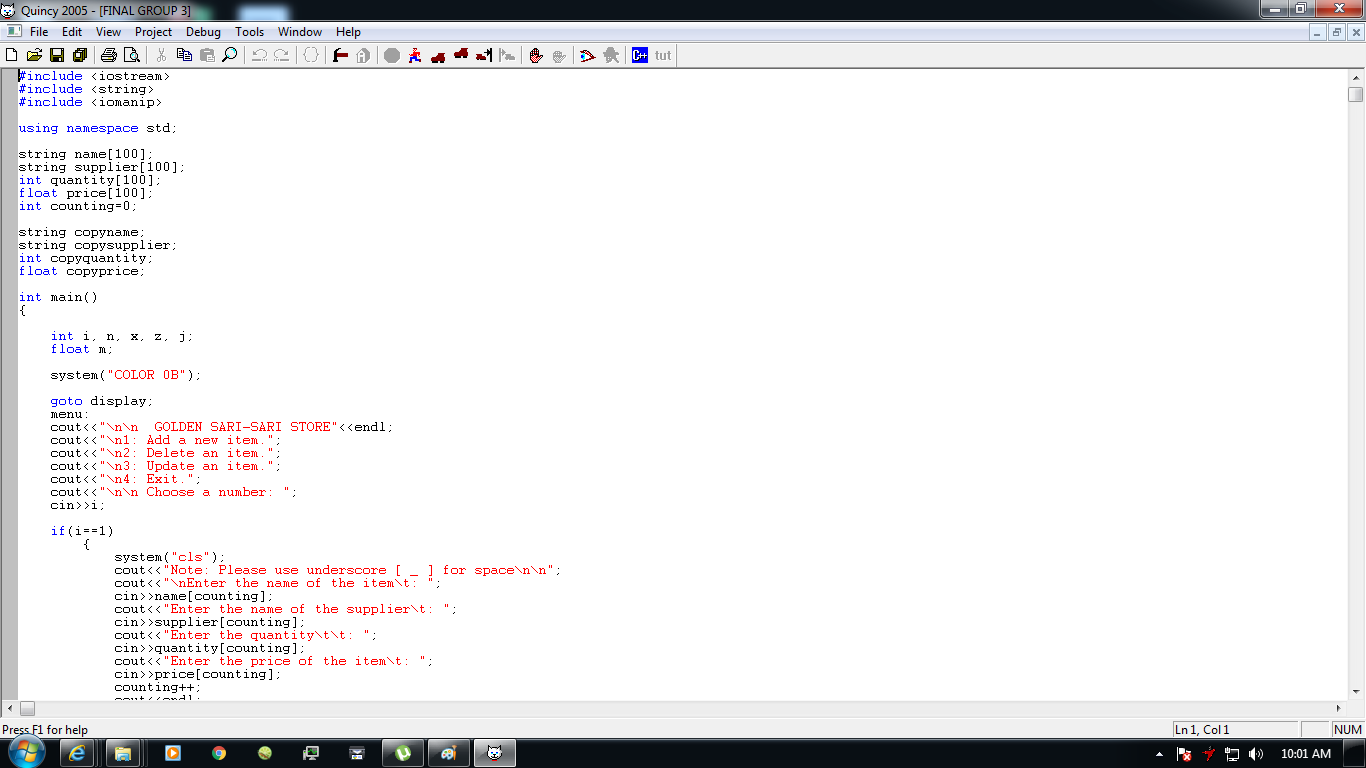 Quincy 2005 - [FINAL GROUP 3]
File Edit View Project Debug Tools Window Help
C++ tut
#include <iostream>
#include <string>
#include <iomanip>
using namespace std;
string name[100];
string supplier[100];
int quantity[100];
float price[100];
int counting=0;
string copyname;
string copysupplier;
int copyquantity;
float copyprice;
int main()
{
int i, n, x, z, j;
float m;
system("COLOR 0B");
goto display;
menu:
cout<<"\n\n  GOLDEN SARI-SARI STORE"<<endl;
cout<<"\n1: Add a new item.";
cout<<"\n2: Delete an item.";
cout<<"\n3: Update an item.";
cout<<"\n4: Exit.";
cout<<"\n\n Choose a number: ";
cin>>i;
if(i==1)
{
system("cls");
cout<<"Note: Please use underscore [ _ ] for space\n\n";
cout<<"\nEnter the name of the item\t: ";
cin>>name[counting];
cout<<"Enter the name of the supplier\t: ";
cin>>supplier[counting];
cout<<"Enter the quantity\t\t: ";
cin>>quantity[counting];
cout<<"Enter the price of the item\t: ";
cin>>price[counting];
counting++;
cout<<endl;
Press F1 for help
Ln 1, Col 1
NUM
10:01 AM